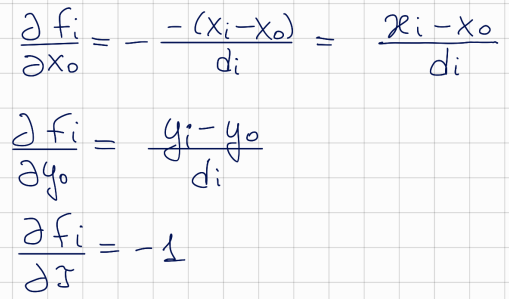 ∂fi/∂x₀ = - -(xᵢ-x₀)/dᵢ = xᵢ-x₀/dᵢ
∂fi/∂y₀ = yᵢ-y₀/dᵢ
∂fi/∂τ = -1